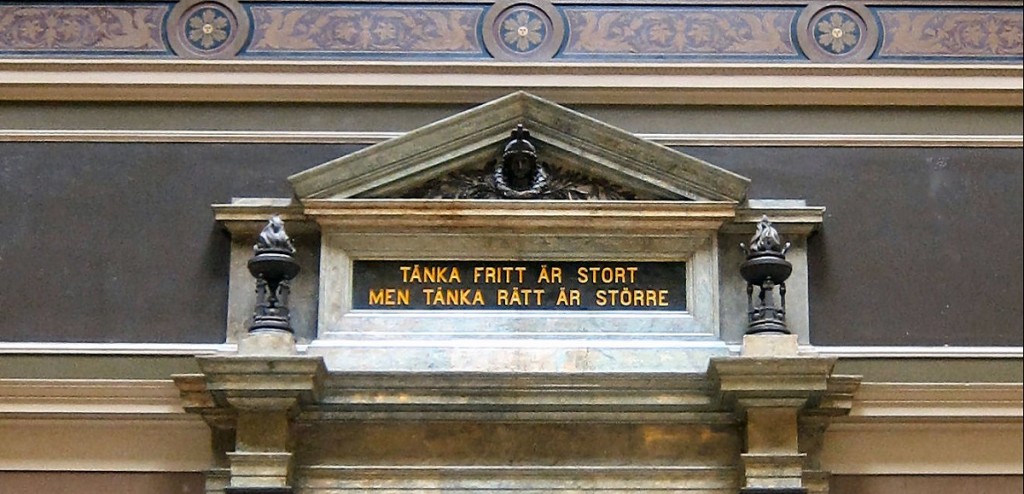 TÄNKA FRITT ÄR STORT
MEN TÄNKA RÄTT ÄR STÖRRE